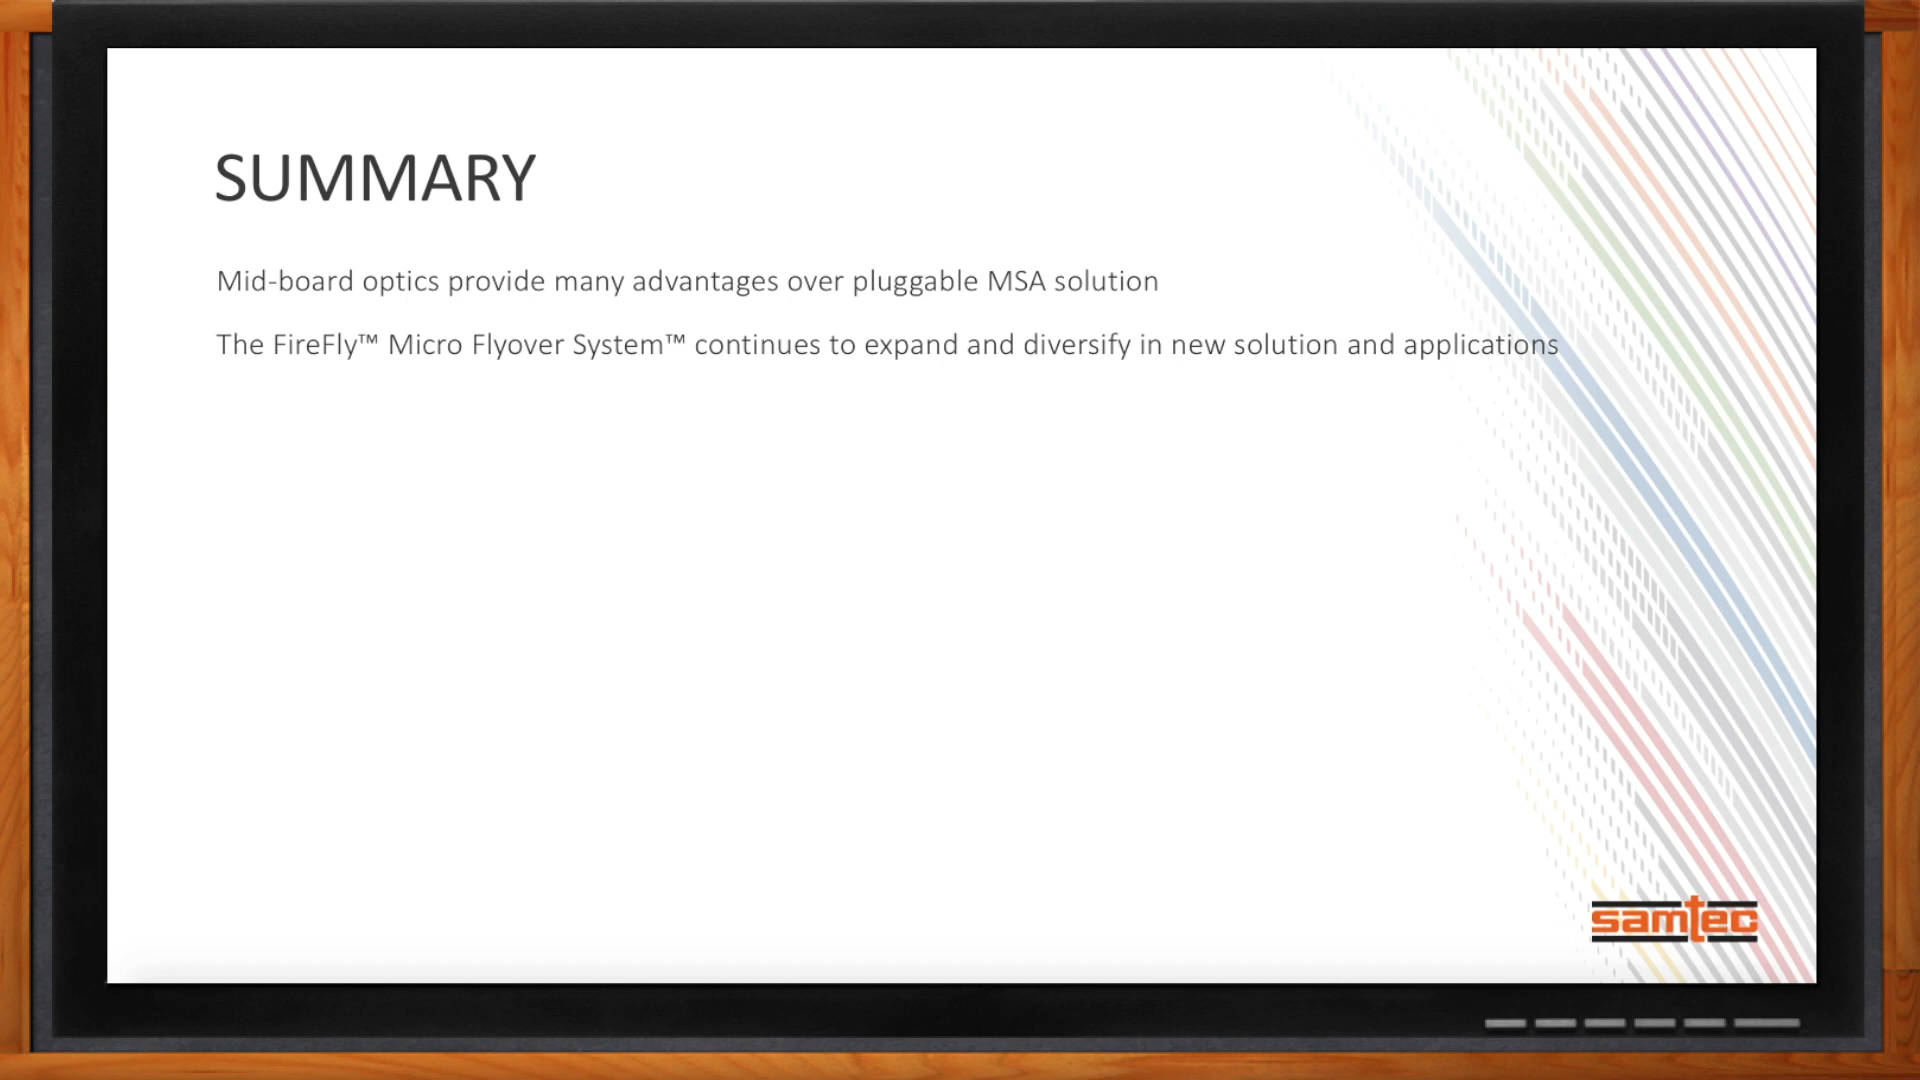 SUMMARY
Mid-board optics provide many advantages over pluggable MSA solution
The FireFly™ Micro Flyover System™ continues to expand and diversify in new solution and applications
samtec